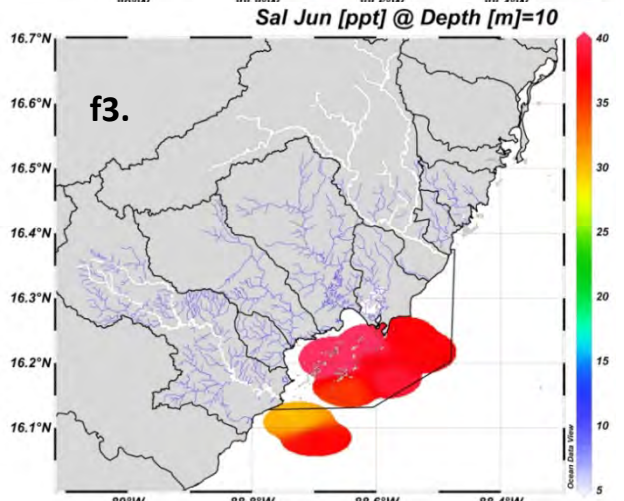 Sal Jun [ppt] @ Depth [m]=10
16.7°N
16.6°N
16.5°N
16.4°N
16.3°N
16.2°N
16.1°N
f3.
40
35
30
25
20
15
10
5
Ocean Data View